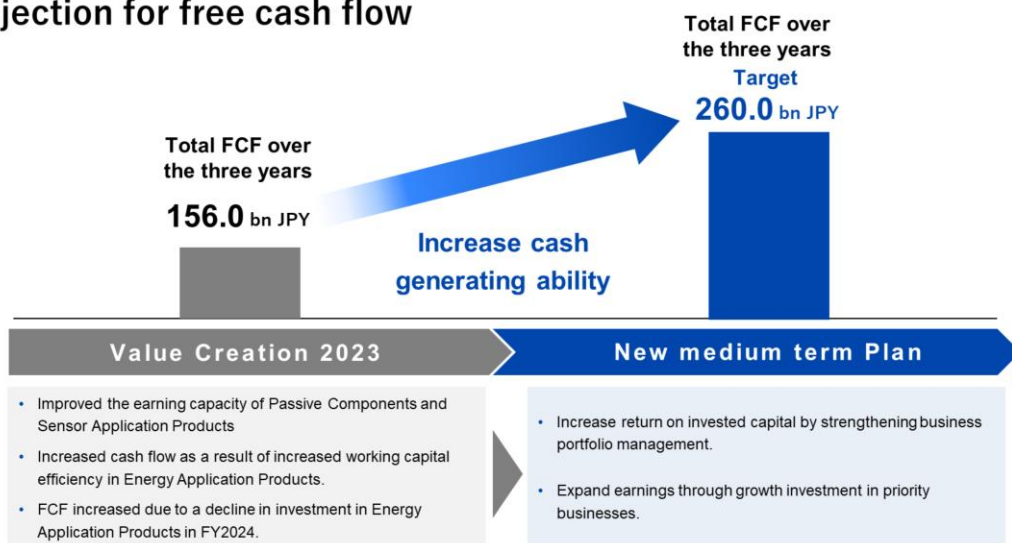 jection for free cash flow
Total FCF over
the three years
Target
260.0 bn JPY
Total FCF over
the three years
156.0 bn JPY
Increase cash
generating ability
Value Creation 2023
New medium term Plan
• Improved the earning capacity of Passive Components and
Sensor Application Products
• Increased cash flow as a result of increased working capital
efficiency in Energy Application Products.
• FCF increased due to a decline in investment in Energy
Application Products in FY2024.
• Increase return on invested capital by strengthening business
portfolio management.
• Expand earnings through growth investment in priority
businesses.